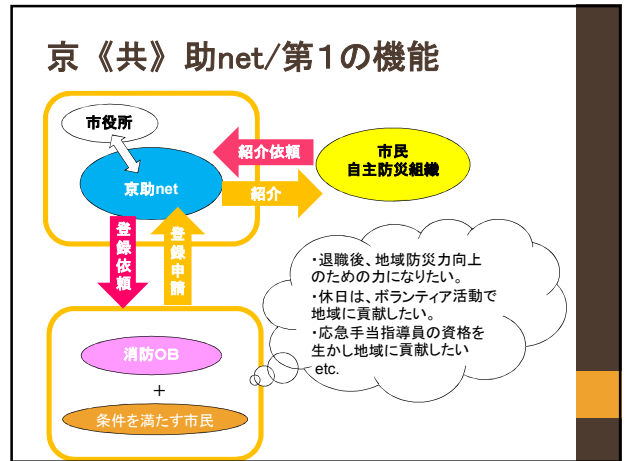 京《共》助net/第１の機能
市役所
京助net
紹介依頼
紹介
市民
自主防災組織
登録依頼
登録申請
・退職後、地域防災力向上
のための力になりたい。
・休日は、ボランティア活動で
地域に貢献したい。
・応急手当指導員の資格を
生かし地域に貢献したい
etc.
消防ＯＢ
+
条件を満たす市民